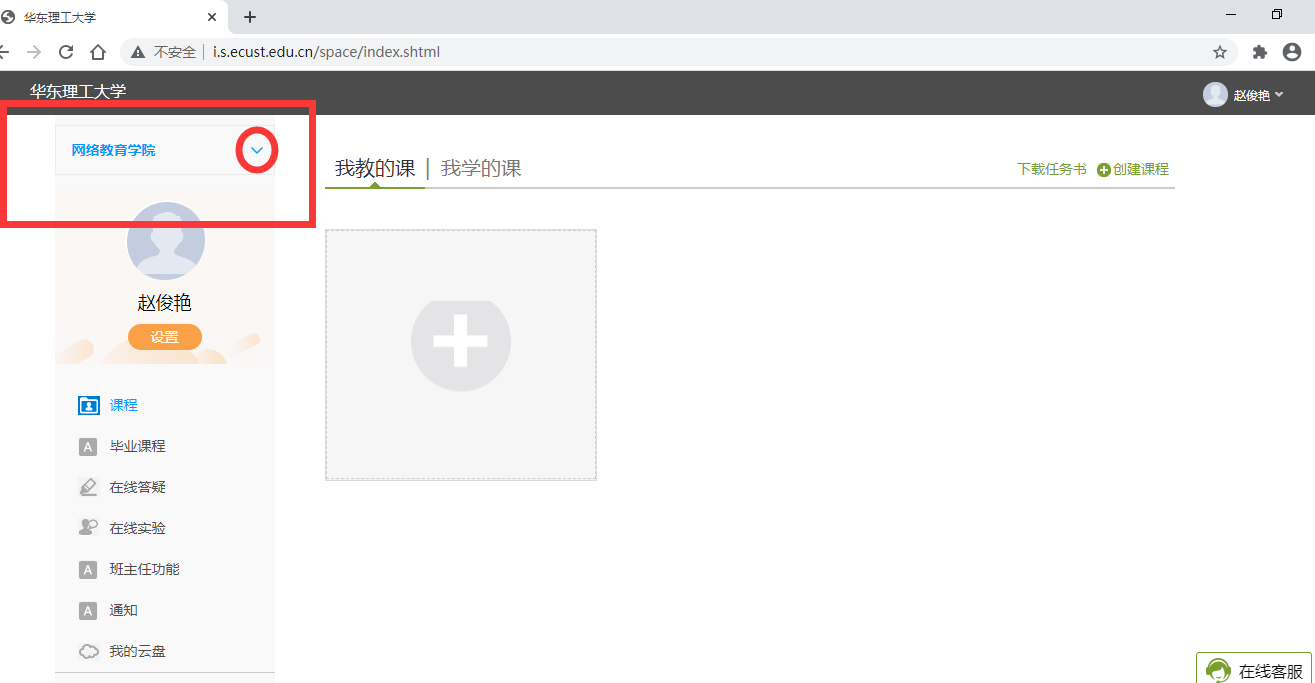 华东理工大学
不安全 i.s.ecust.edu.cn/space/index.shtml
华东理工大学
赵俊艳
网络教育学院
我教的课 | 我学的课
下载任务书 创建课程
赵俊艳
设置
课程
A 毕业课程
在线答疑
在线实验
A 班主任功能
A 通知
我的云盘
在线客服